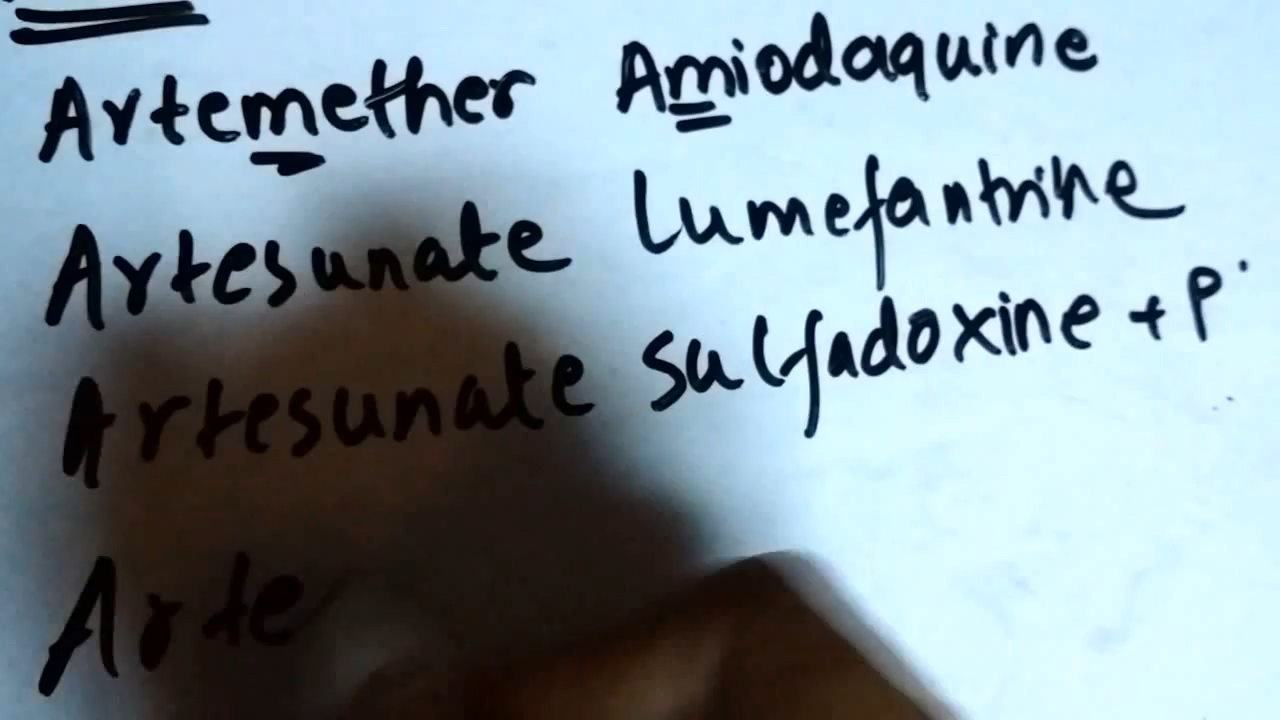 Artemether Amiodaquine
Artesunate Lumefantrine
Artesunate sulfadoxine + P
Arte